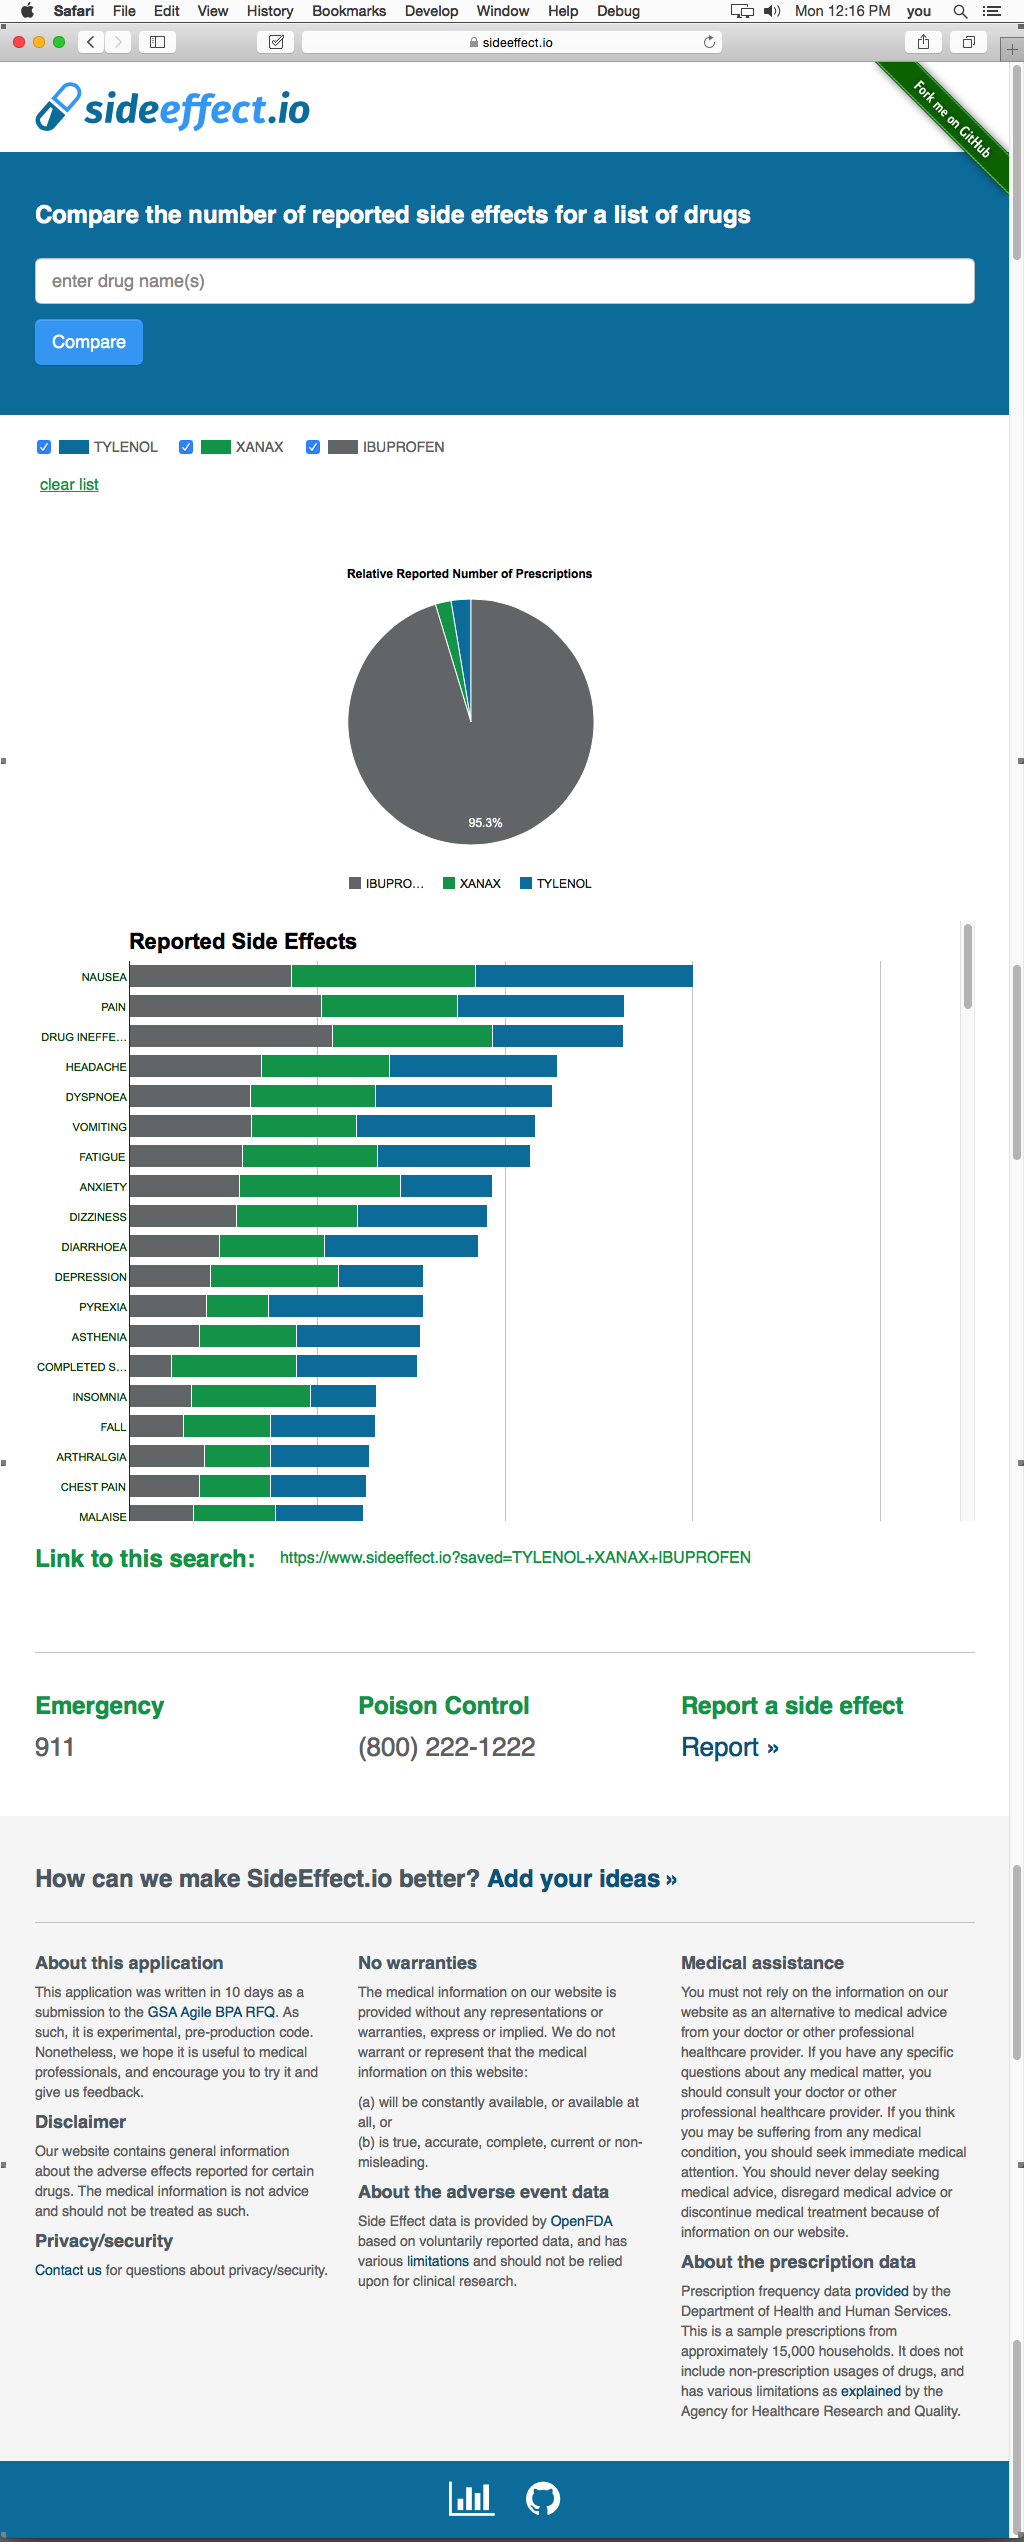 Safari File Edit View History Bookmarks Develop Window Help Debug Mon 12:16 PM you
sideeffect.io
sideeffect.io
Fork me on GitHub
Compare the number of reported side effects for a list of drugs
enter drug name(s)
Compare
TYLENOL XANAX IBUPROFEN
clear list
Relative Reported Number of Prescriptions
95.3%
IBUPRO... XANAX TYLENOL
Reported Side Effects
NAUSEA
PAIN
DRUG INEFFE...
HEADACHE
DYSPNOEA
VOMITING
FATIGUE
ANXIETY
DIZZINESS
DIARRHOEA
DEPRESSION
PYREXIA
ASTHENIA
COMPLETED S...
INSOMNIA
FALL
ARTHRALGIA
CHEST PAIN
MALAISE
Link to this search: https://www.sideeffect.io?saved=TYLENOL+XANAX+IBUPROFEN
Emergency
911
Poison Control
(800) 222-1222
Report a side effect
Report »
How can we make SideEffect.io better? Add your ideas »
About this application
This application was written in 10 days as a
submission to the GSA Agile BPA RFQ. As
such, it is experimental, pre-production code.
Nonetheless, we hope it is useful to medical
professionals, and encourage you to try it and
give us feedback.
Disclaimer
Our website contains general information
about the adverse effects reported for certain
drugs. The medical information is not advice
and should not be treated as such.
Privacy/security
Contact us for questions about privacy/security.
No warranties
The medical information on our website is
provided without any representations or
warranties, express or implied. We do not
warrant or represent that the medical
information on this website:
(a) will be constantly available, or available at
all, or
(b) is true, accurate, complete, current or non-
misleading.
About the adverse event data
Side Effect data is provided by OpenFDA
based on voluntarily reported data, and has
various limitations and should not be relied
upon for clinical research.
Medical assistance
You must not rely on the information on our
website as an alternative to medical advice
from your doctor or other professional
healthcare provider. If you have any specific
questions about any medical matter, you
should consult your doctor or other
professional healthcare provider. If you think
you may be suffering from any medical
condition, you should seek immediate medical
attention. You should never delay seeking
medical advice, disregard medical advice or
discontinue medical treatment because of
information on our website.
About the prescription data
Prescription frequency data provided by the
Department of Health and Human Services.
This is a sample prescriptions from
approximately 15,000 households. It does not
include non-prescription usages of drugs, and
has various limitations as explained by the
Agency for Healthcare Research and Quality.